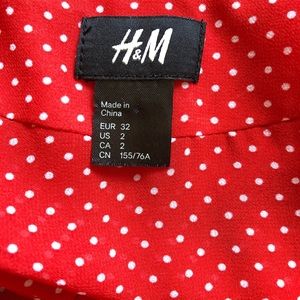 H&M
Made in
China
EUR 32
US 2
CA 2
CN 155/76A